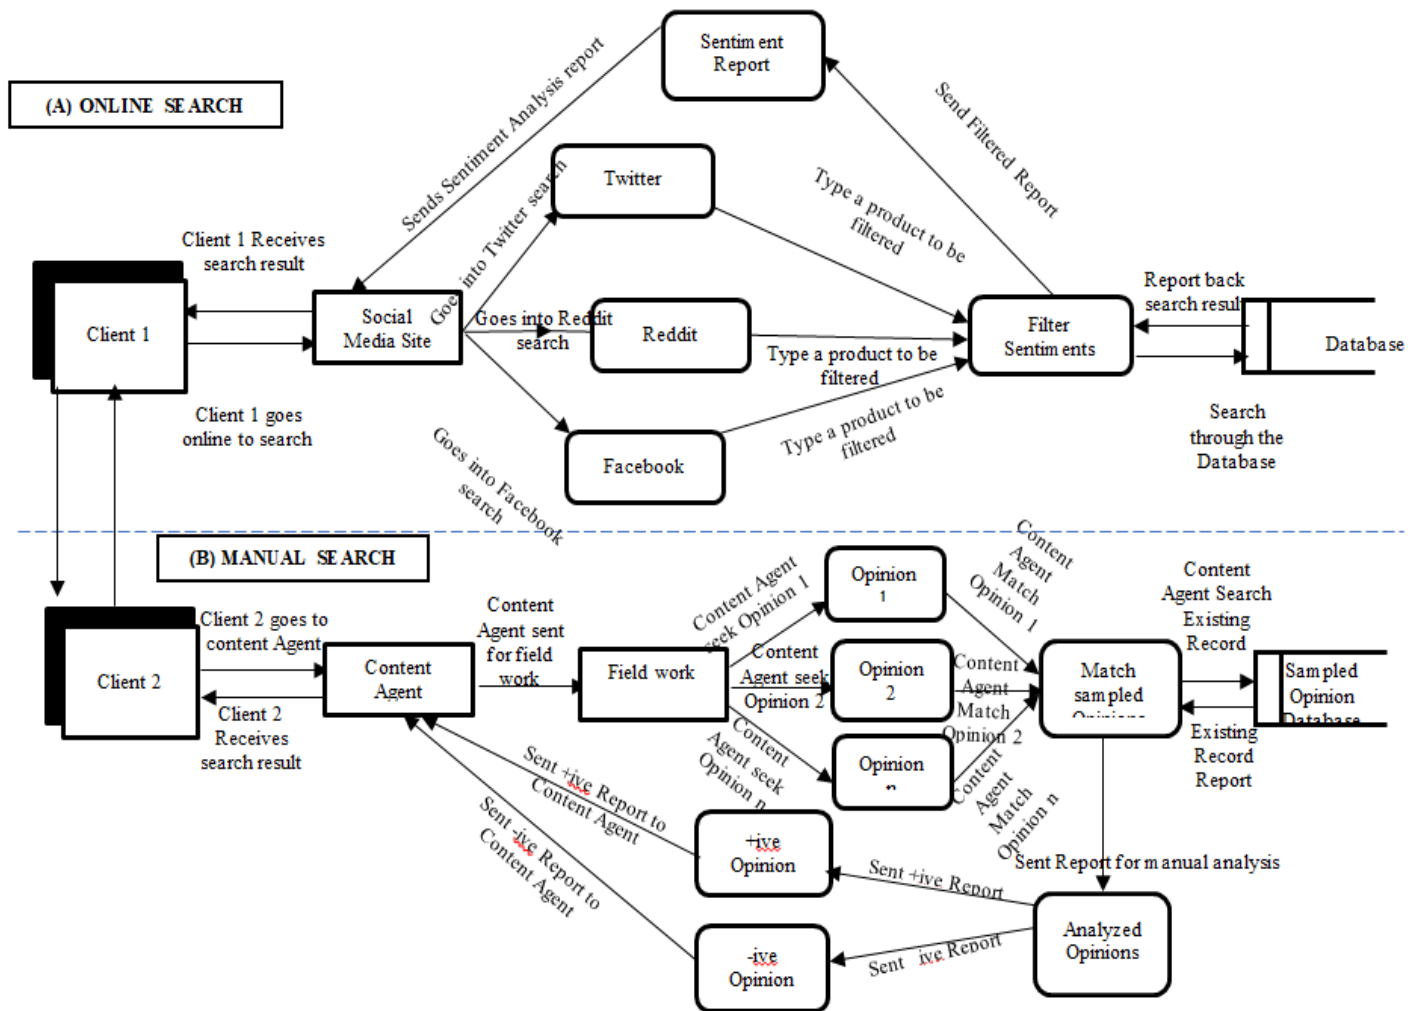 Sentiment
Report
(A) ONLINE SEARCH
Sends Sentiment Analysis report
Send Filtered Report
Twitter
Goes into Twitter search
Type a product to be
filtered
Client 1 Receives
search result
Client 1
Social
Media Site
Goes into Reddit
search
Reddit
Type a product to be
filtered
Filter
Sentiments
Report back
search result
Database
Client 1 goes
online to search
Goes into Facebook
search
Facebook
Type a product to be
filtered
Search
through the
Database
(B) MANUAL SEARCH
Client 2
Client 2 goes to
content Agent
Client 2
Receives
search result
Content
Agent
Content
Agent sent
for field
work
Field work
Content Agent
seek Opinion 1
Content
Agent seek
Opinion 2
Content
Agent seek
Opinion n
Opinion
1
Opinion
2
Opinion
n
Content
Agent
Match
Opinion 1
Content
Agent
Match
Opinion 2
Content
Agent
Match
Opinion n
Match
sampled
Opinions
Content
Agent Search
Existing
Record
Sampled
Opinion
Database
Existing
Record
Report
Sent Report for manual analysis
Analyzed
Opinions
Sent +ive Report
Sent -ive Report
+ive
Opinion
-ive
Opinion
Sent +ive Report to
Content Agent
Sent -ive Report to
Content Agent